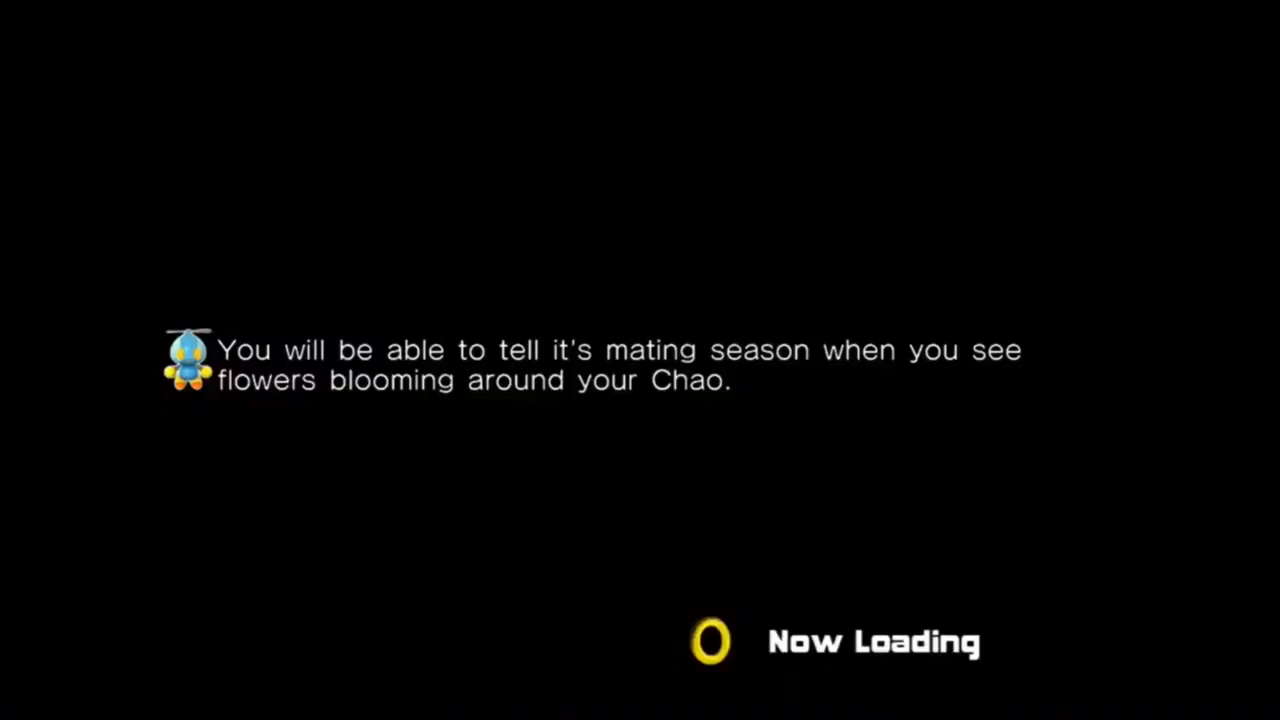 You will be able to tell it's mating season when you see
flowers blooming around your Chao.
Now Loading